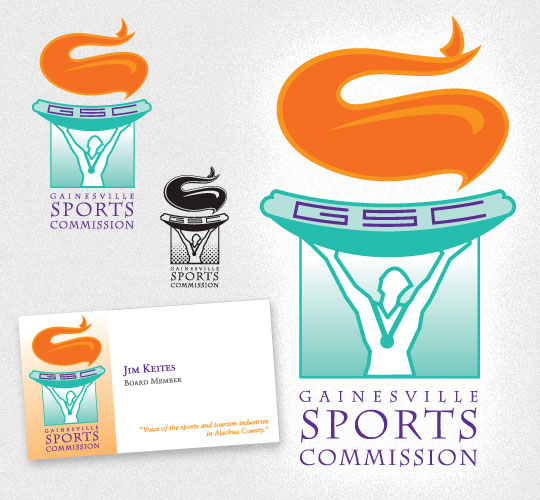 GSC
GAINESVILLE
SPORTS
COMMISSION
GSC
GAINESVILLE
SPORTS
COMMISSION
GSC
GAINESVILLE
SPORTS
COMMISSION
GSC
GAINESVILLE
SPORTS
COMMISSION
JIM KEITES
BOARD MEMBER
"Voice of the sports and tourism industries
in Alachua County."